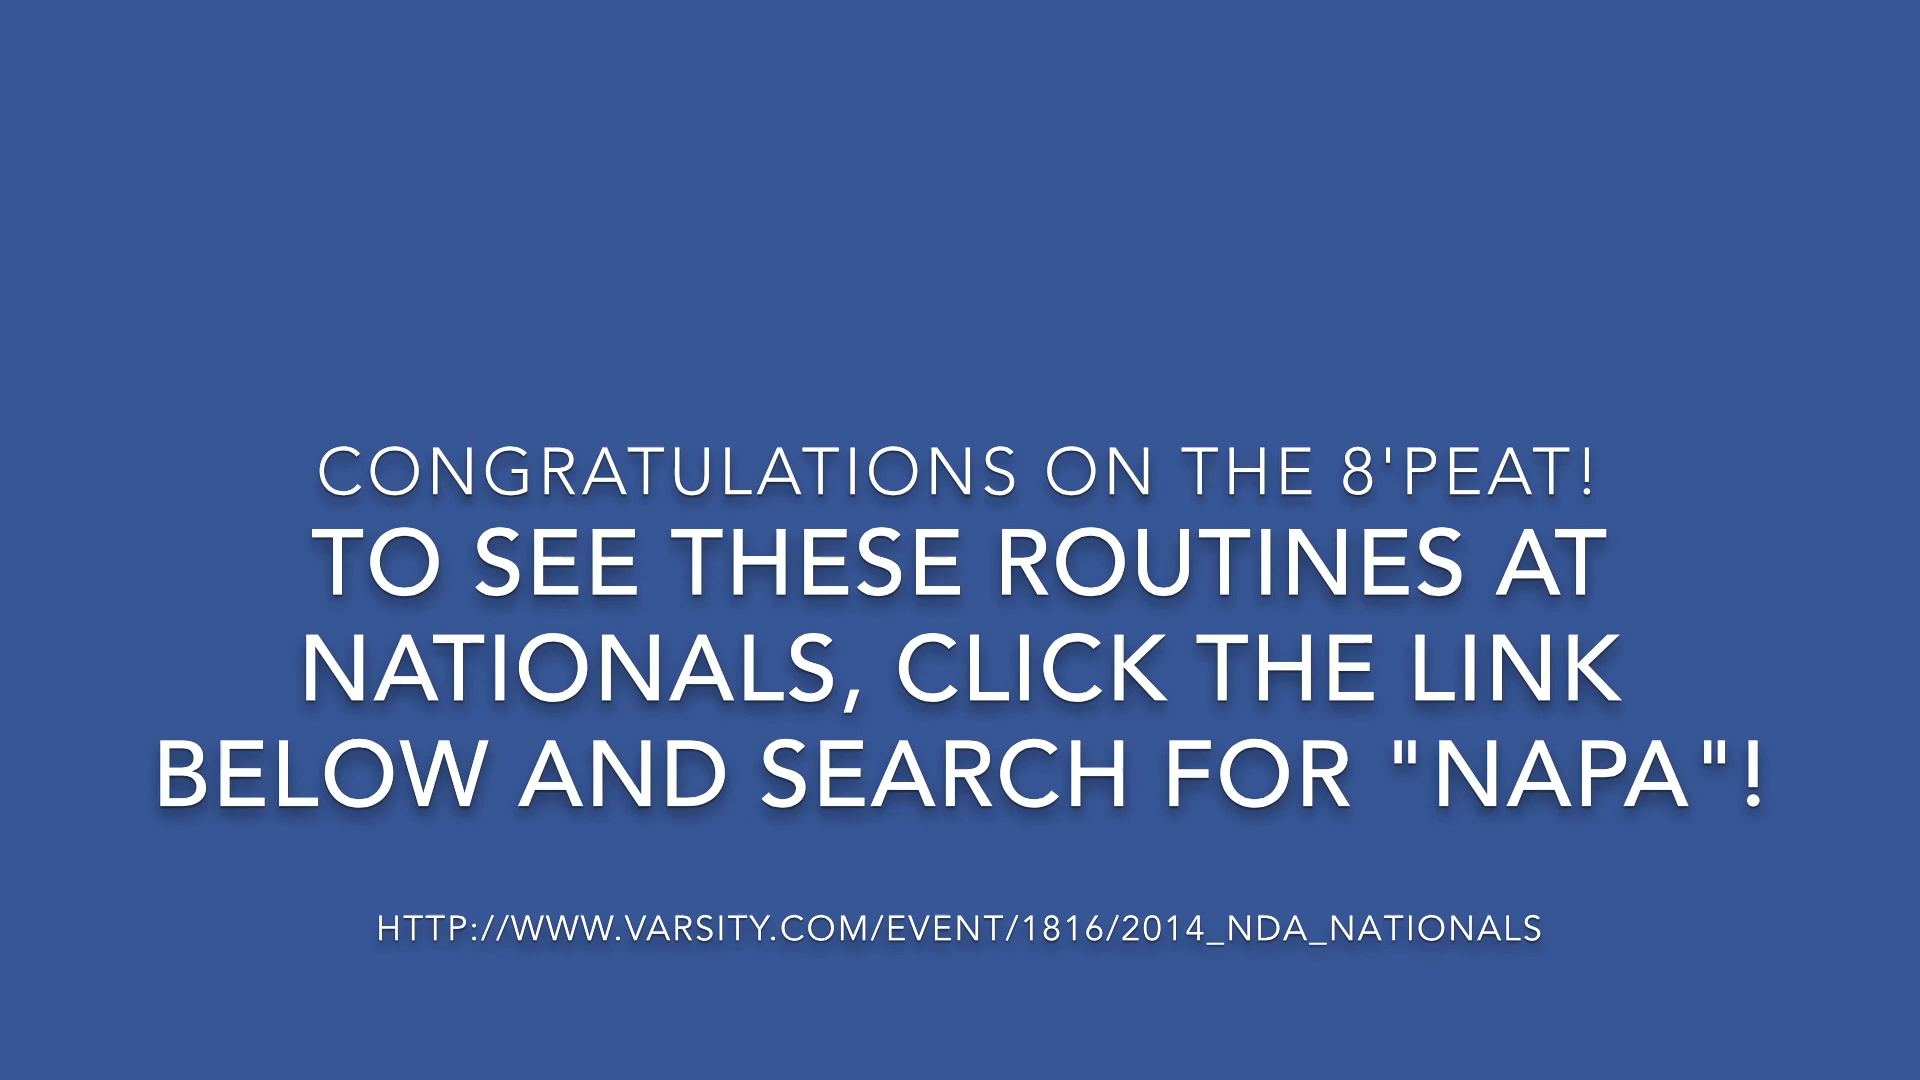 CONGRATULATIONS ON THE 8'PEAT!
TO SEE THESE ROUTINES AT
NATIONALS, CLICK THE LINK
BELOW AND SEARCH FOR "NAPA"!
HTTP://WWW.VARSITY.COM/EVENT/1816/2014_NDA_NATIONALS